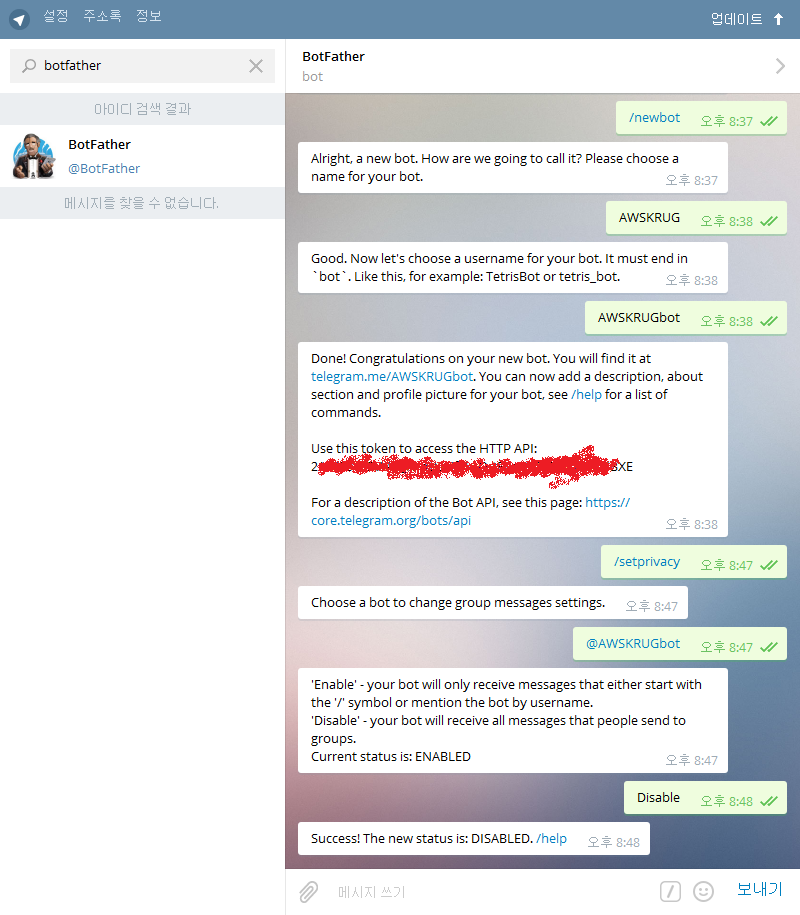 설정 주소록 정보
업데이트
botfather
아이디 검색 결과
BotFather
@BotFather
메시지를 찾을 수 없습니다.
BotFather
bot
/newbot 오후 8:37
Alright, a new bot. How are we going to call it? Please choose a
name for your bot.
오후 8:37
AWSKRUG 오후 8:38
Good. Now let's choose a username for your bot. It must end in
`bot`. Like this, for example: TetrisBot or tetris_bot.
오후 8:38
AWSKRUGbot 오후 8:38
Done! Congratulations on your new bot. You will find it at
telegram.me/AWSKRUGbot. You can now add a description, about
section and profile picture for your bot, see /help for a list of
commands.
Use this token to access the HTTP API:
For a description of the Bot API, see this page: https://
core.telegram.org/bots/api
오후 8:38
/setprivacy 오후 8:47
Choose a bot to change group messages settings. 오후 8:47
@AWSKRUGbot 오후 8:47
'Enable' - your bot will only receive messages that either start with
the '/' symbol or mention the bot by username.
'Disable' - your bot will receive all messages that people send to
groups.
Current status is: ENABLED
오후 8:47
Disable 오후 8:48
Success! The new status is: DISABLED. /help 오후 8:48
메시지 쓰기
보내기